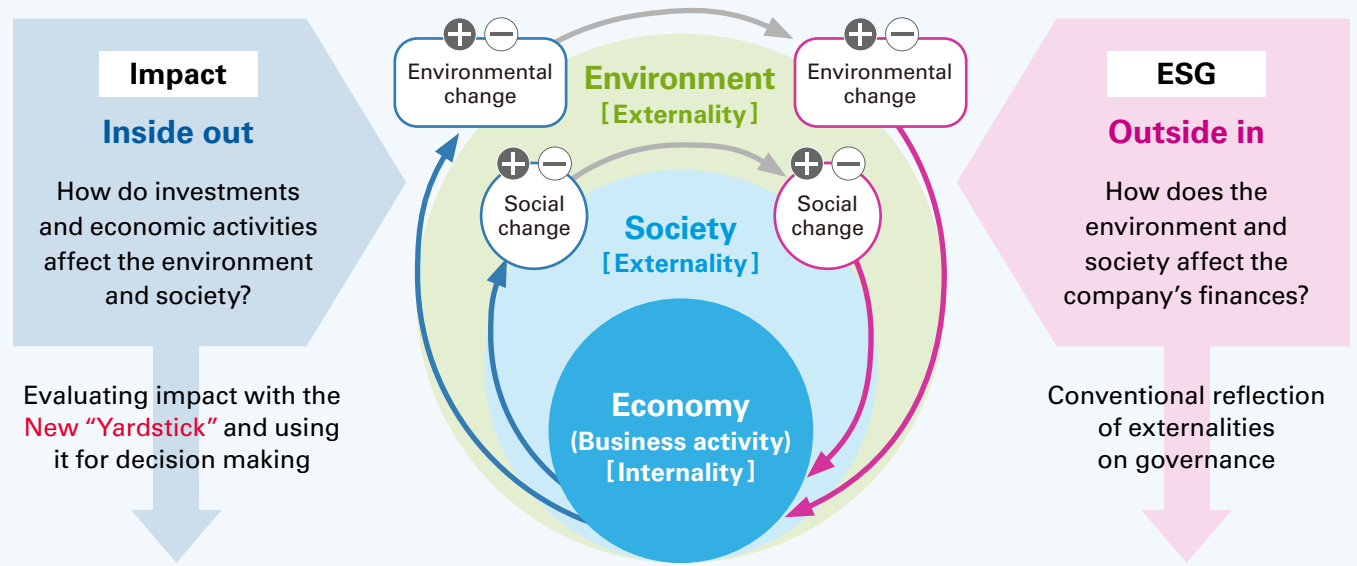 Impact
Inside out
How do investments
and economic activities
affect the environment
and society?
Evaluating impact with the
New “Yardstick” and using
it for decision making
+ −
Environmental
change
Environment
[Externality]
+ −
Environmental
change
+ −
Social
change
Society
[Externality]
+ −
Social
change
Economy
(Business activity)
[Internality]
ESG
Outside in
How does the
environment and
society affect the
company’s finances?
Conventional reflection
of externalities
on governance